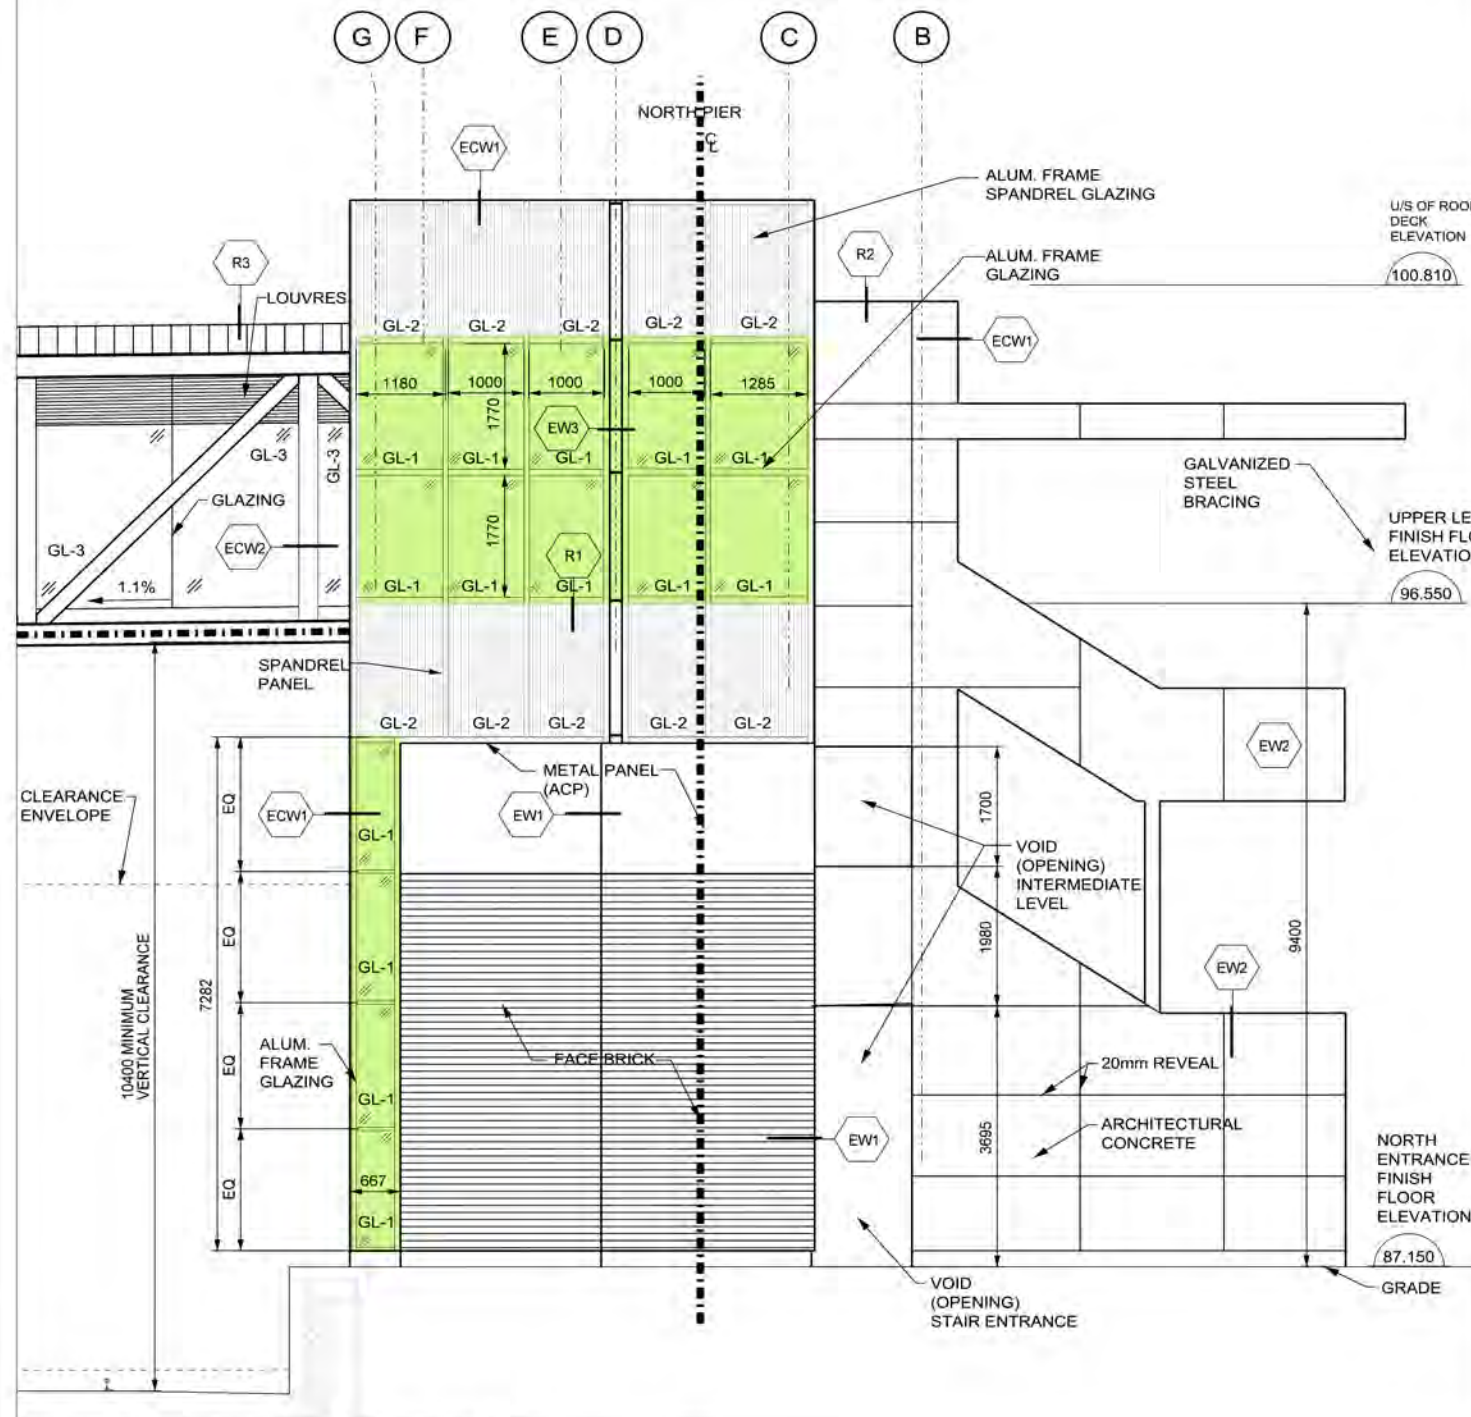 G
F
E
D
C
B
NORTH PIER
CL
ECW1
ALUM. FRAME
SPANDREL GLAZING
U/S OF ROO
DECK
ELEVATION
100.810
R3
R2
ALUM. FRAME
GLAZING
LOUVRES
GL-2
GL-2
GL-2
GL-2
GL-2
ECW1
1180
1000
1000
1000
1285
1770
EW3
GL-3
GL-3
GL-1
GL-1
GL-1
GL-1
GL-1
GALVANIZED
STEEL
BRACING
GLAZING
UPPER LE
FINISH FLO
ELEVATIO
96.550
GL-3
ECW2
1770
R1
1.1%
GL-1
GL-1
GL-1
GL-1
GL-1
SPANDREL
PANEL
GL-2
GL-2
GL-2
GL-2
GL-2
EW2
METAL PANEL
(ACP)
CLEARANCE
ENVELOPE
EQ
ECW1
EW1
1700
GL-1
VOID
(OPENING)
INTERMEDIATE
LEVEL
10400 MINIMUM
VERTICAL CLEARANCE
7282
EQ
GL-1
1980
9400
EW2
ALUM.
FRAME
GLAZING
EQ
FACE BRICK
20mm REVEAL
GL-1
ARCHITECTURAL
CONCRETE
EW1
3695
NORTH
ENTRANCE
FINISH
FLOOR
ELEVATION
87.150
EQ
667
GL-1
VOID
(OPENING)
STAIR ENTRANCE
GRADE